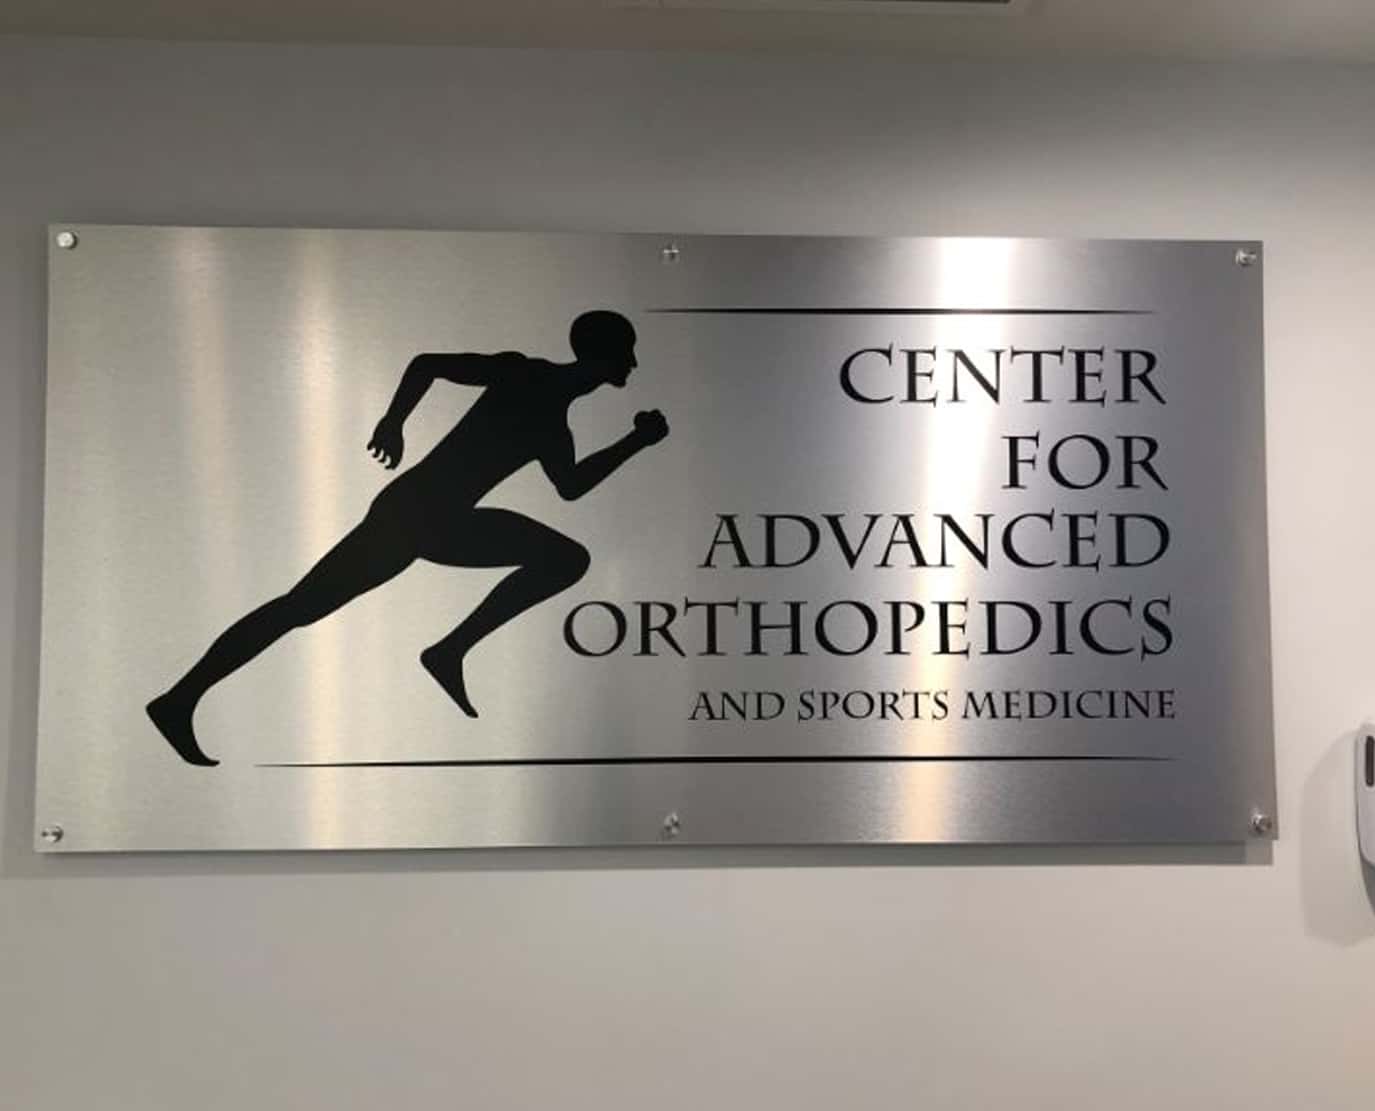 CENTER
FOR
ADVANCED
ORTHOPEDICS
AND SPORTS MEDICINE